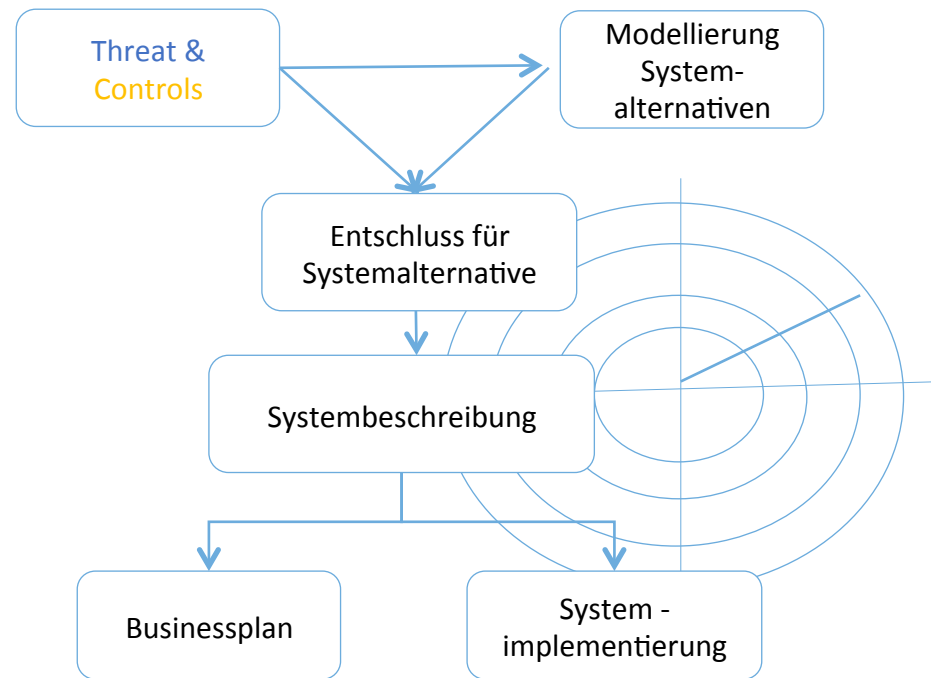 Threat &
Controls
Modellierung
System-
alternativen
Entschluss für
Systemalternative
Systembeschreibung
Businessplan
System -
implementierung